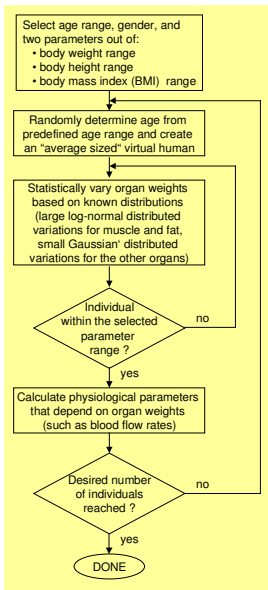 Select age range, gender, and
two parameters out of:
• body weight range
• body height range
• body mass index (BMI) range
Randomly determine age from
predefined age range and create
an “average sized“ virtual human
Statistically vary organ weights
based on known distributions
(large log-normal distributed
variations for muscle and fat,
small Gaussian‘ distributed
variations for the other organs)
Individual
within the selected
parameter
range ?
no
yes
Calculate physiological parameters
that depend on organ weights
(such as blood flow rates)
Desired number
of individuals
reached ?
no
yes
DONE